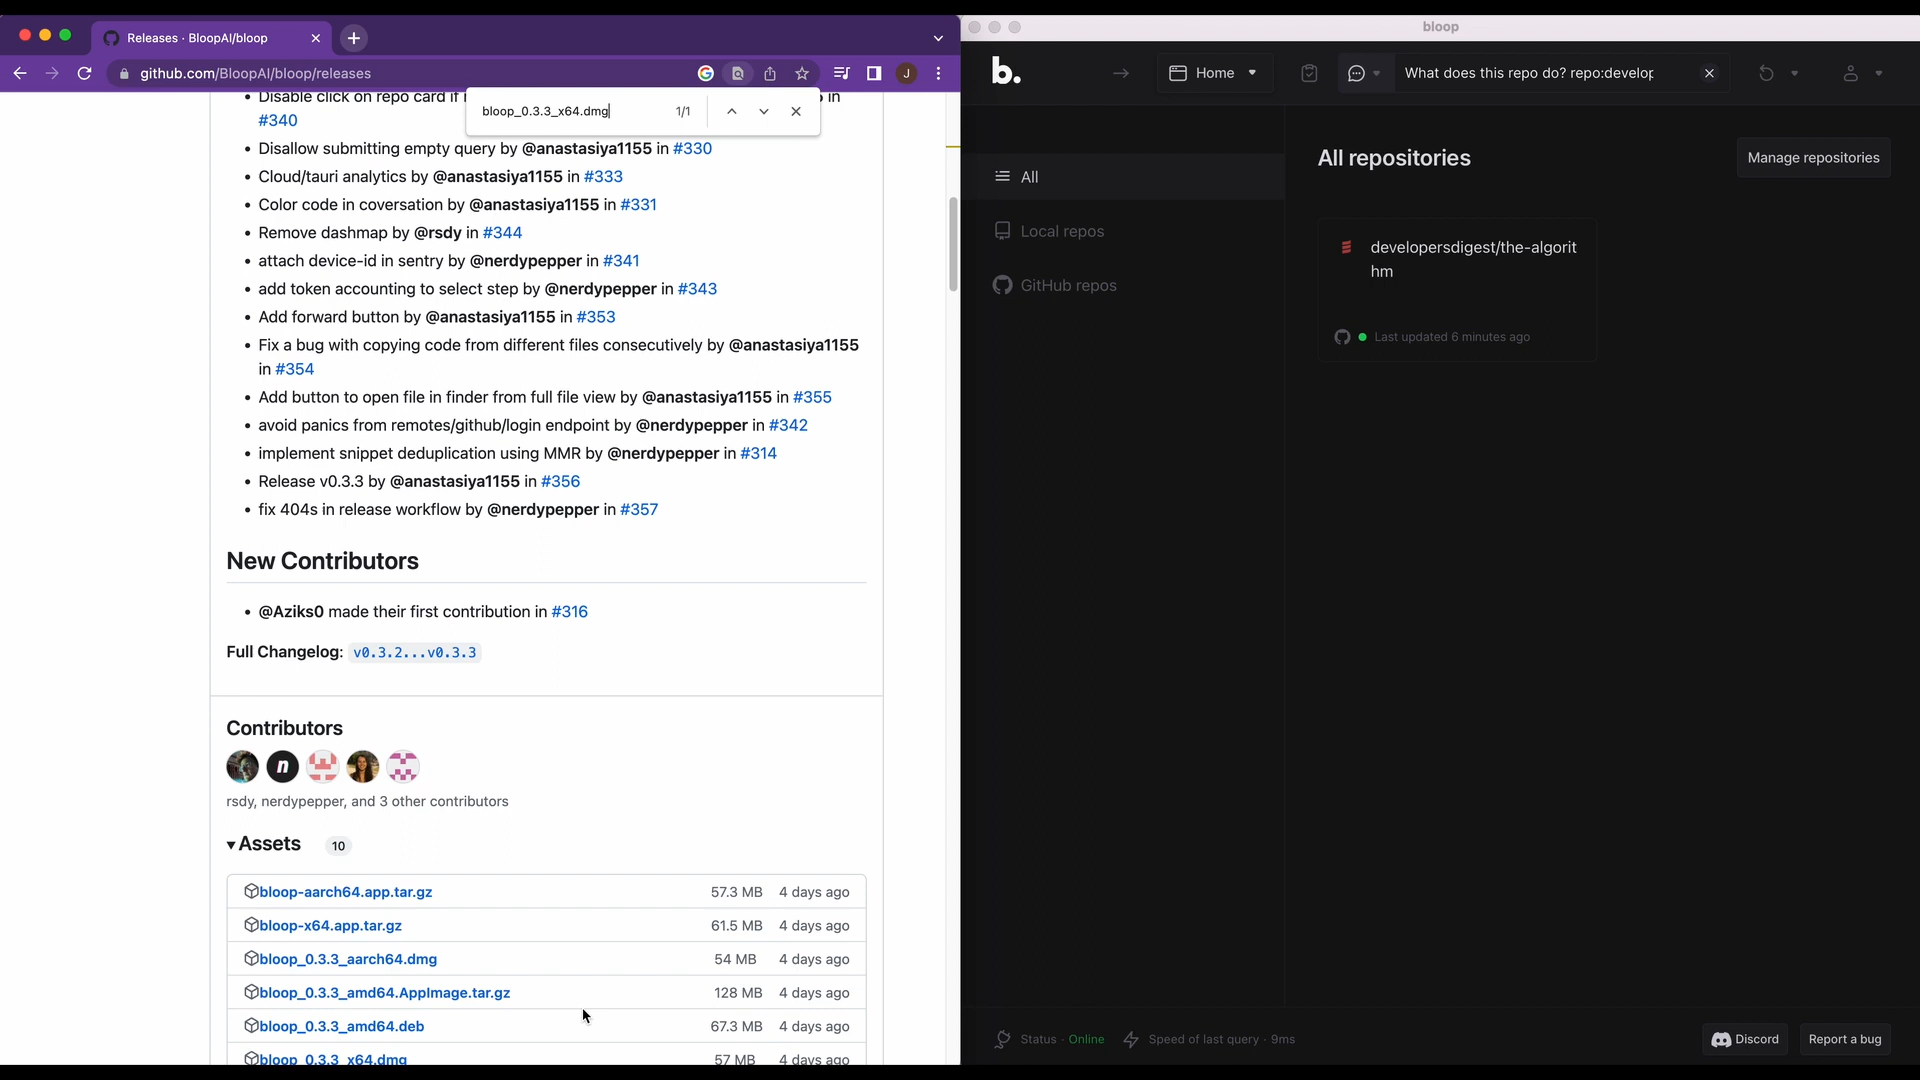 Releases · BloopAI/bloop
github.com/BloopAI/bloop/releases
J
bloop_0.3.3_x64.dmg
1/1
Disable click on repo card if
in
#340
Disallow submitting empty query by @anastasiya1155 in #330
Cloud/tauri analytics by @anastasiya1155 in #333
Color code in coversation by @anastasiya1155 in #331
Remove dashmap by @rsdy in #344
attach device-id in sentry by @nerdypepper in #341
add token accounting to select step by @nerdypepper in #343
Add forward button by @anastasiya1155 in #353
Fix a bug with copying code from different files consecutively by @anastasiya1155
in #354
Add button to open file in finder from full file view by @anastasiya1155 in #355
avoid panics from remotes/github/login endpoint by @nerdypepper in #342
implement snippet deduplication using MMR by @nerdypepper in #314
Release v0.3.3 by @anastasiya1155 in #356
fix 404s in release workflow by @nerdypepper in #357
New Contributors
@Aziks0 made their first contribution in #316
Full Changelog: v0.3.2...v0.3.3
Contributors
n
rsdy, nerdypepper, and 3 other contributors
Assets 10
bloop-aarch64.app.tar.gz 57.3 MB 4 days ago
bloop-x64.app.tar.gz 61.5 MB 4 days ago
bloop_0.3.3_aarch64.dmg 54 MB 4 days ago
bloop_0.3.3_amd64.AppImage.tar.gz 128 MB 4 days ago
bloop_0.3.3_amd64.deb 67.3 MB 4 days ago
bloop_0.3.3_x64.dmg 57 MB 4 days ago
bloop
b.
Home
What does this repo do? repo:develop
All
Local repos
GitHub repos
All repositories
Manage repositories
developersdigest/the-algorit
hm
Last updated 6 minutes ago
Status · Online
Speed of last query · 9ms
Discord
Report a bug